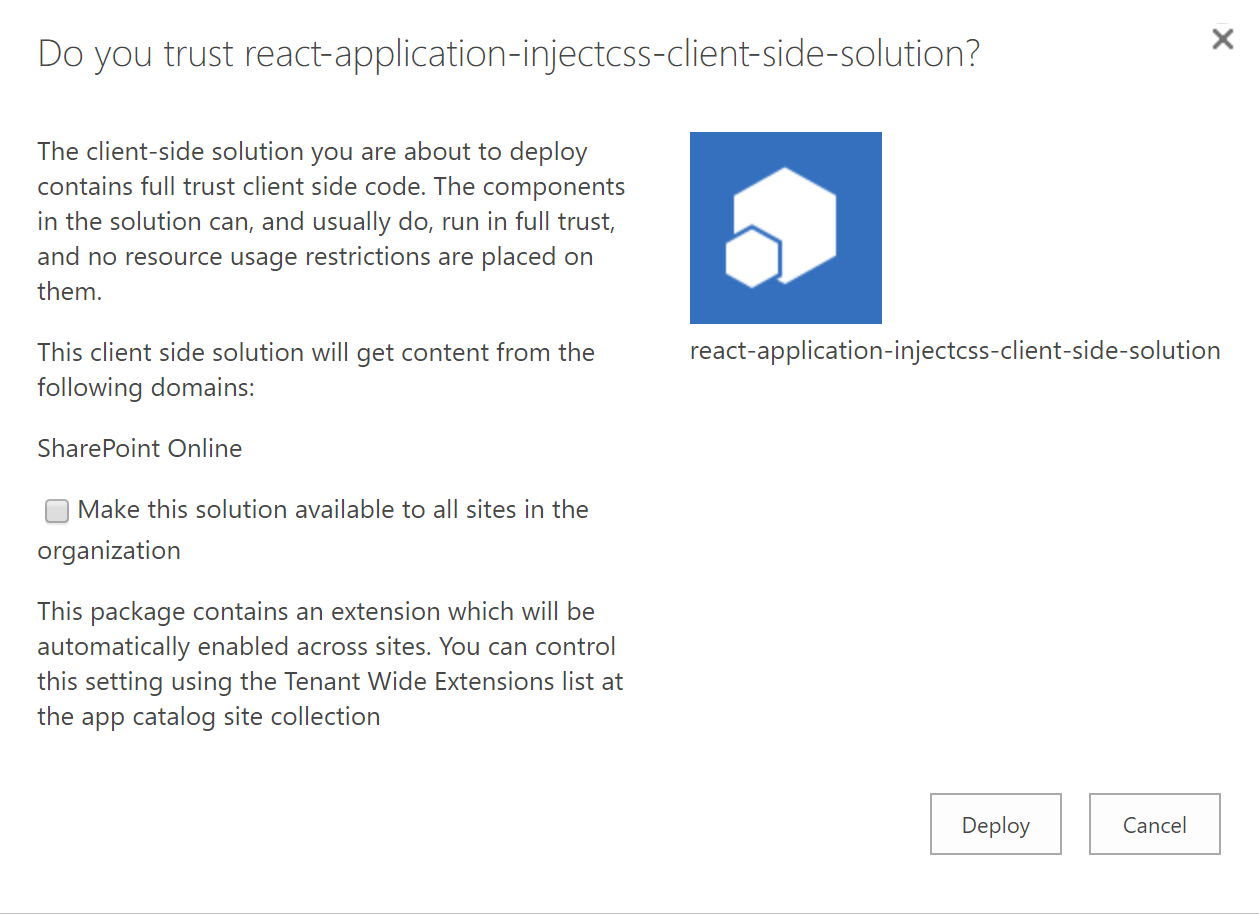 Do you trust react-application-injectcss-client-side-solution?
The client-side solution you are about to deploy
contains full trust client side code. The components
in the solution can, and usually do, run in full trust,
and no resource usage restrictions are placed on
them.
This client side solution will get content from the
following domains:
SharePoint Online
Make this solution available to all sites in the
organization
This package contains an extension which will be
automatically enabled across sites. You can control
this setting using the Tenant Wide Extensions list at
the app catalog site collection
react-application-injectcss-client-side-solution
Deploy
Cancel